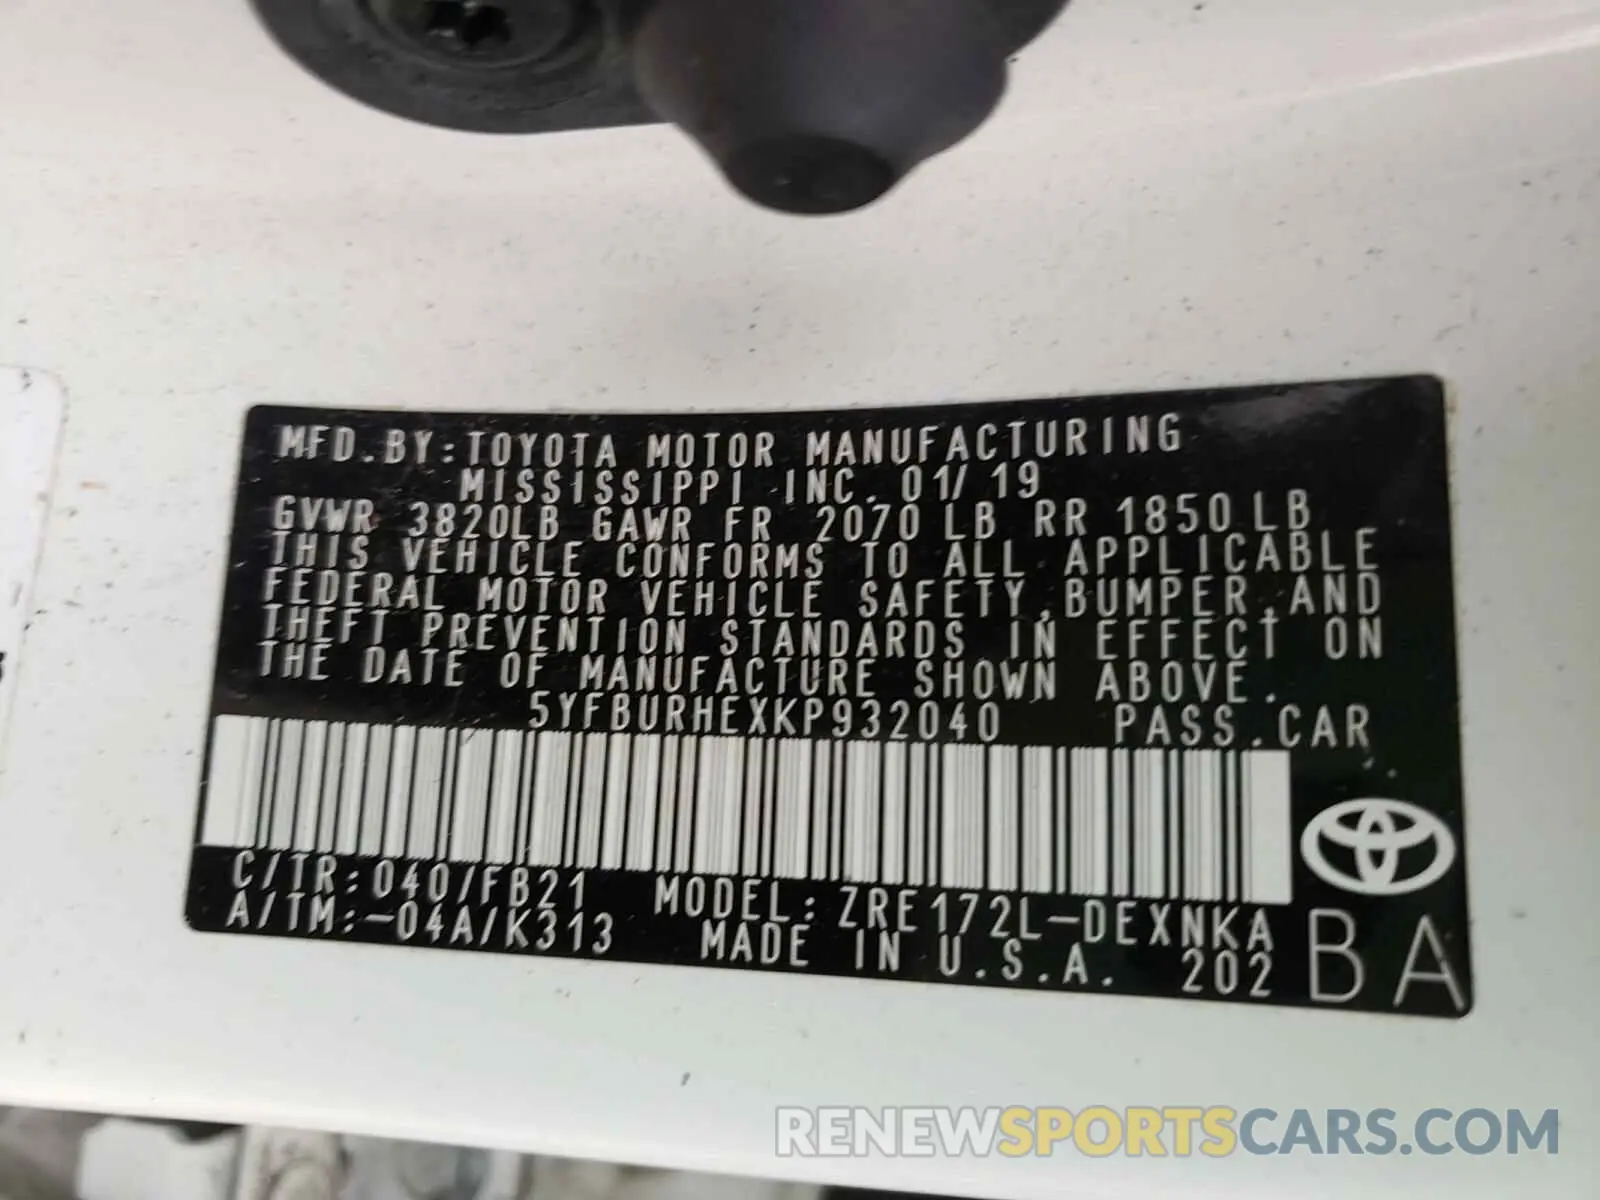 MFD.BY:TOYOTA MOTOR MANUFACTURING
MISSISSIPPI INC. 01/19
GVWR 3820LB GAWR FR 2070 LB RR 1850 LB
THIS VEHICLE CONFORMS TO ALL APPLICABLE
FEDERAL MOTOR VEHICLE SAFETY,BUMPER,AND
THEFT PREVENTION STANDARDS IN EFFECT ON
THE DATE OF MANUFACTURE SHOWN ABOVE.
5YFBURHEXKP932040 PASS.CAR
C/TR:040/FB21 MODEL:ZRE172L-DEXNKA
A/TM:-04A/K313 MADE IN U.S.A. 202
BA
RENEWSPORTSCARS.COM